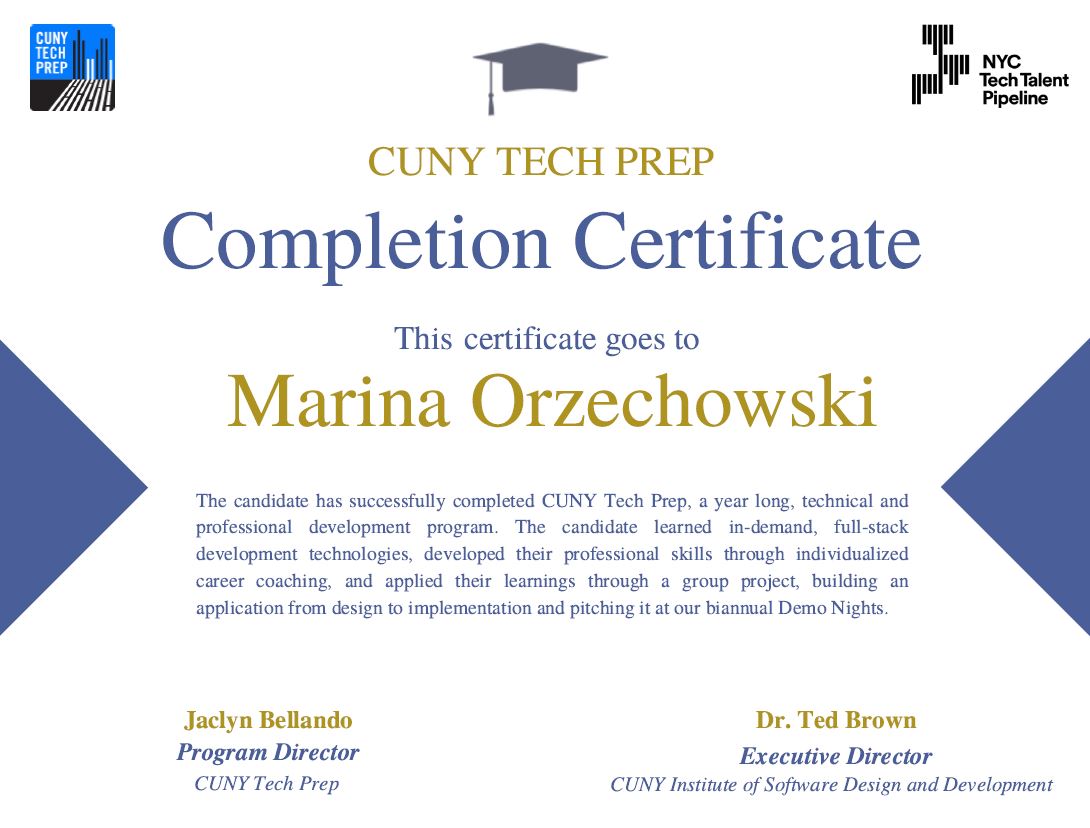 CUNY
TECH
PREP
NYC
Tech Talent
Pipeline
CUNY TECH PREP
Completion Certificate
This certificate goes to
Marina Orzechowski
The candidate has successfully completed CUNY Tech Prep, a year long, technical and
professional development program. The candidate learned in-demand, full-stack
development technologies, developed their professional skills through individualized
career coaching, and applied their learnings through a group project, building an
application from design to implementation and pitching it at our biannual Demo Nights.
Jaclyn Bellando
Program Director
CUNY Tech Prep
Dr. Ted Brown
Executive Director
CUNY Institute of Software Design and Development